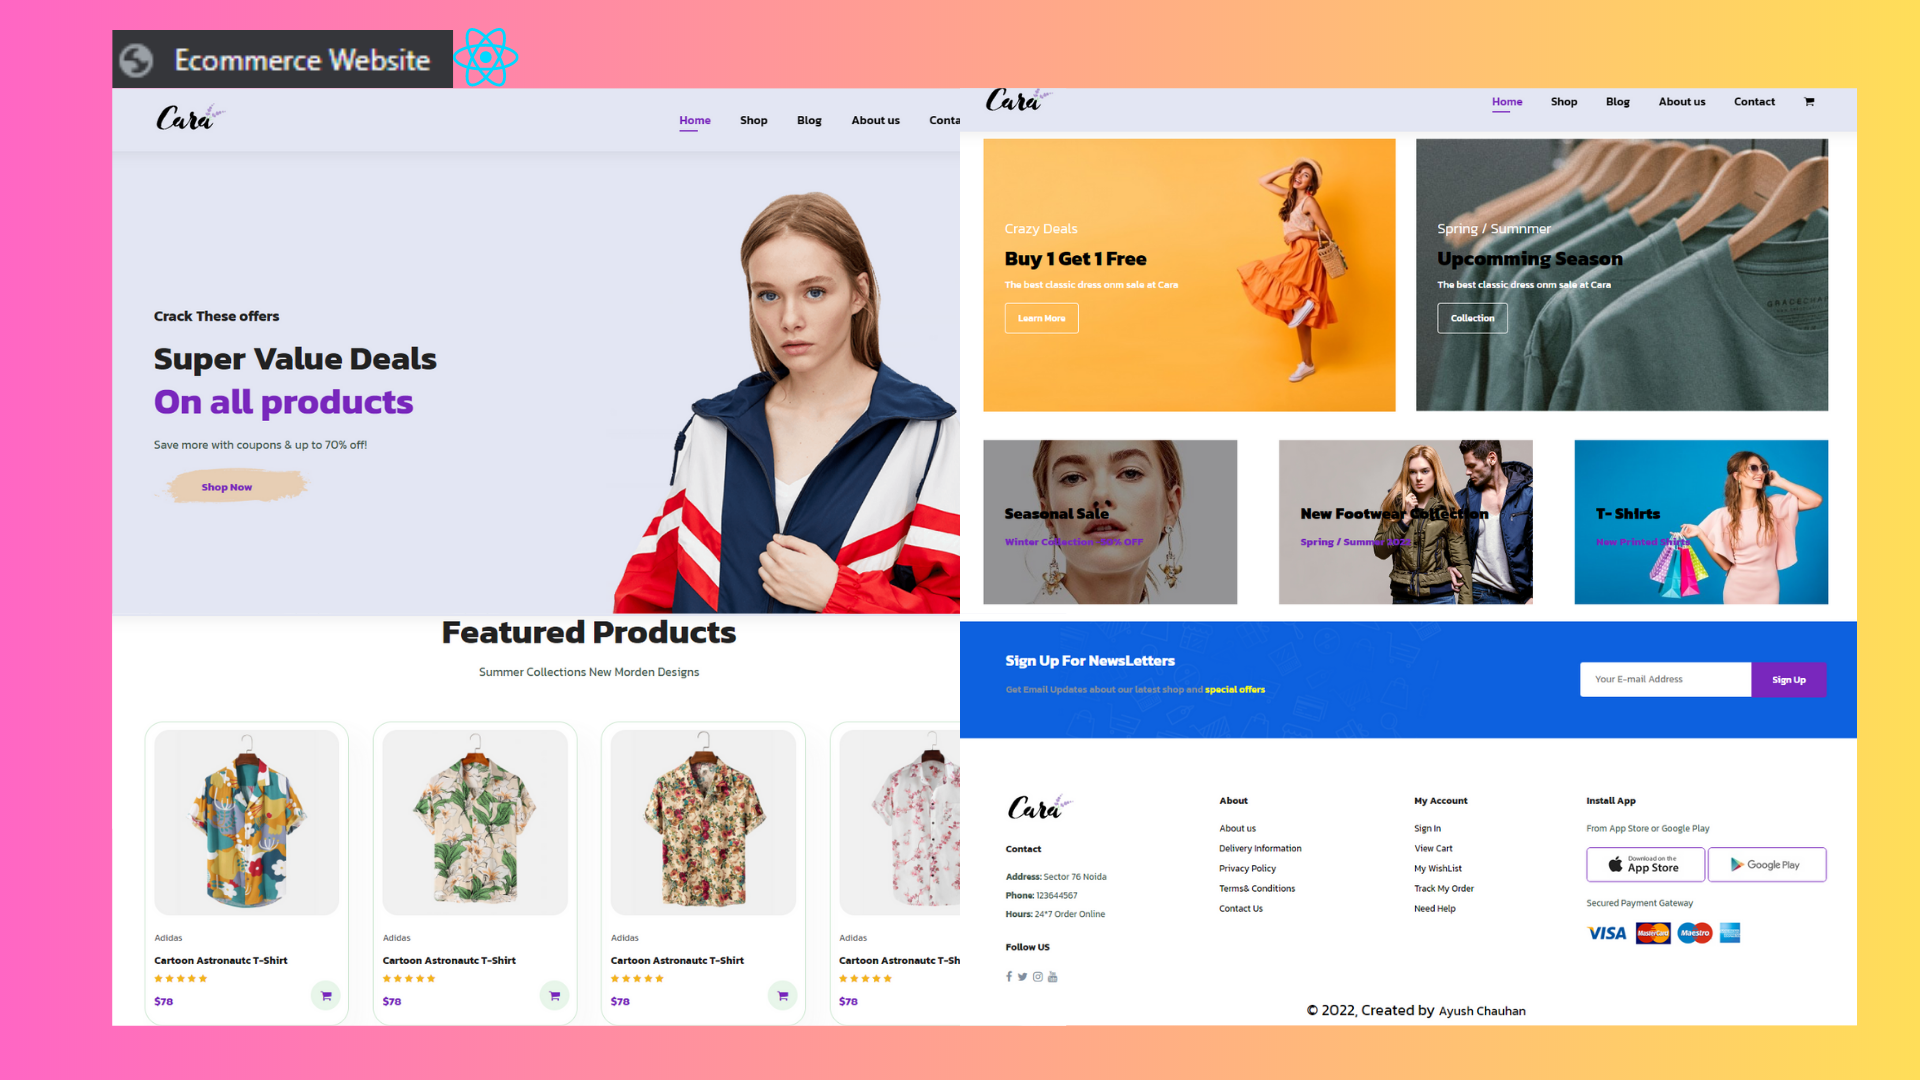 Ecommerce Website
Cara
Home Shop Blog About us Conta
Crack These offers
Super Value Deals
On all products
Save more with coupons & up to 70% off!
Shop Now
Featured Products
Summer Collections New Morden Designs
Adidas
Cartoon Astronautc T-Shirt
$78
Adidas
Cartoon Astronautc T-Shirt
$78
Adidas
Cartoon Astronautc T-Shirt
$78
Adidas
Cartoon Astronautc T-Sh
$78
Cara
Home Shop Blog About us Contact
Crazy Deals
Buy 1 Get 1 Free
The best classic dress onm sale at Cara
Learn More
Spring / Sumnmer
Upcomming Season
The best classic dress onm sale at Cara
Collection
Seasonal Sale
Winter Collection OFF
New Footwear Collection
Spring / Summer
T- Shirts
New Printed Shirts
Sign Up For NewsLetters
Get Email Updates about our latest shop and special offers
Your E-mail Address
Sign Up
Cara
Contact
Address: Sector 76 Noida
Phone: 123644567
Hours: 24*7 Order Online
Follow US
About
About us
Delivery Information
Privacy Policy
Terms& Conditions
Contact Us
My Account
Sign In
View Cart
My WishList
Track My Order
Need Help
Install App
From App Store or Google Play
Download on the
App Store
Google Play
Secured Payment Gateway
VISA MasterCard Maestro
© 2022, Created by Ayush Chauhan